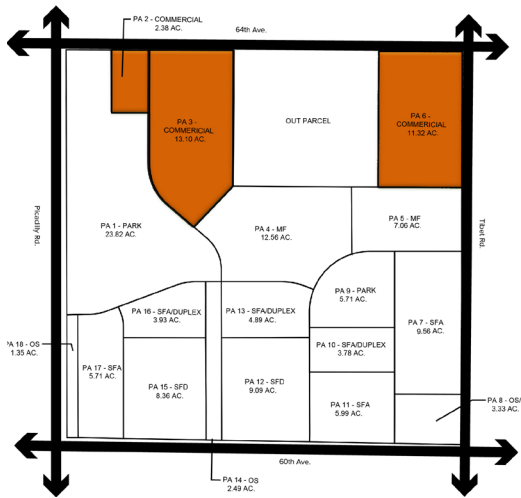 PA 2 - COMMERCIAL
2.38 AC.
64th Ave.
PA 3 -
COMMERICIAL
13.10 AC.
OUT PARCEL
PA 6 -
COMMERICIAL
11.32 AC.
Picadilly Rd.
PA 1 - PARK
23.82 AC.
PA 4 - MF
12.56 AC.
PA 5 - MF
7.06 AC.
Tibet Rd.
PA 9 - PARK
5.71 AC.
PA 16 - SFA/DUPLEX
3.93 AC.
PA 13 - SFA/DUPLEX
4.89 AC.
PA 7 - SFA
9.56 AC.
PA 18 - OS
1.35 AC.
PA 10 - SFA/DUPLEX
3.78 AC.
PA 17 - SFA
5.71 AC.
PA 15 - SFD
8.36 AC.
PA 12 - SFD
9.09 AC.
PA 11 - SFA
5.99 AC.
PA 8 - OS/
3.33 AC.
60th Ave.
PA 14 - OS
2.49 AC.